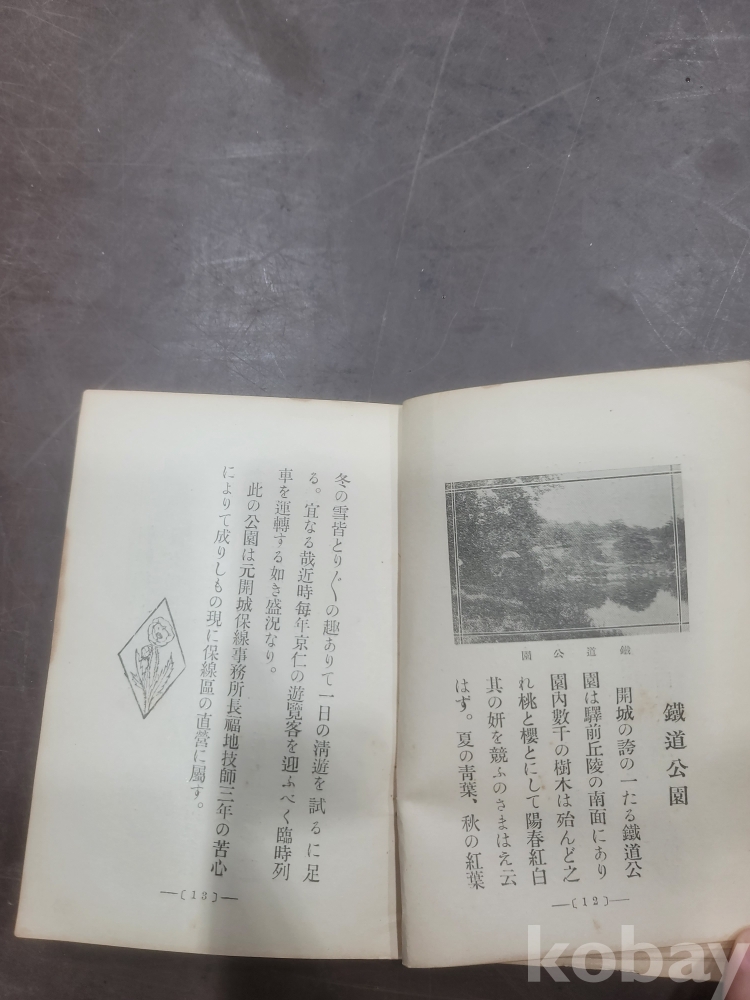 鐵道公園
鐵道公園
開城の誇の一たる鐵道公
園は驛前丘陵の南面にあり
園內數千の樹木は殆んど之
れ桃と櫻とにして陽春紅白
其の妍を競ふのさまはえ云
はず。夏の靑葉、秋の紅葉
—〔12〕—
冬の雪皆とり〴〵の趣ありて一日の淸遊を試るに足
る。宜なる哉近時每年京仁の遊覽客を迎ふべく臨時列
車を運轉する如き盛況なり。
此の公園は元開城保線事務所長福地技師三年の苦心
によりて成りしもの現に保線區の直營に屬す。
—〔13〕—
kobay